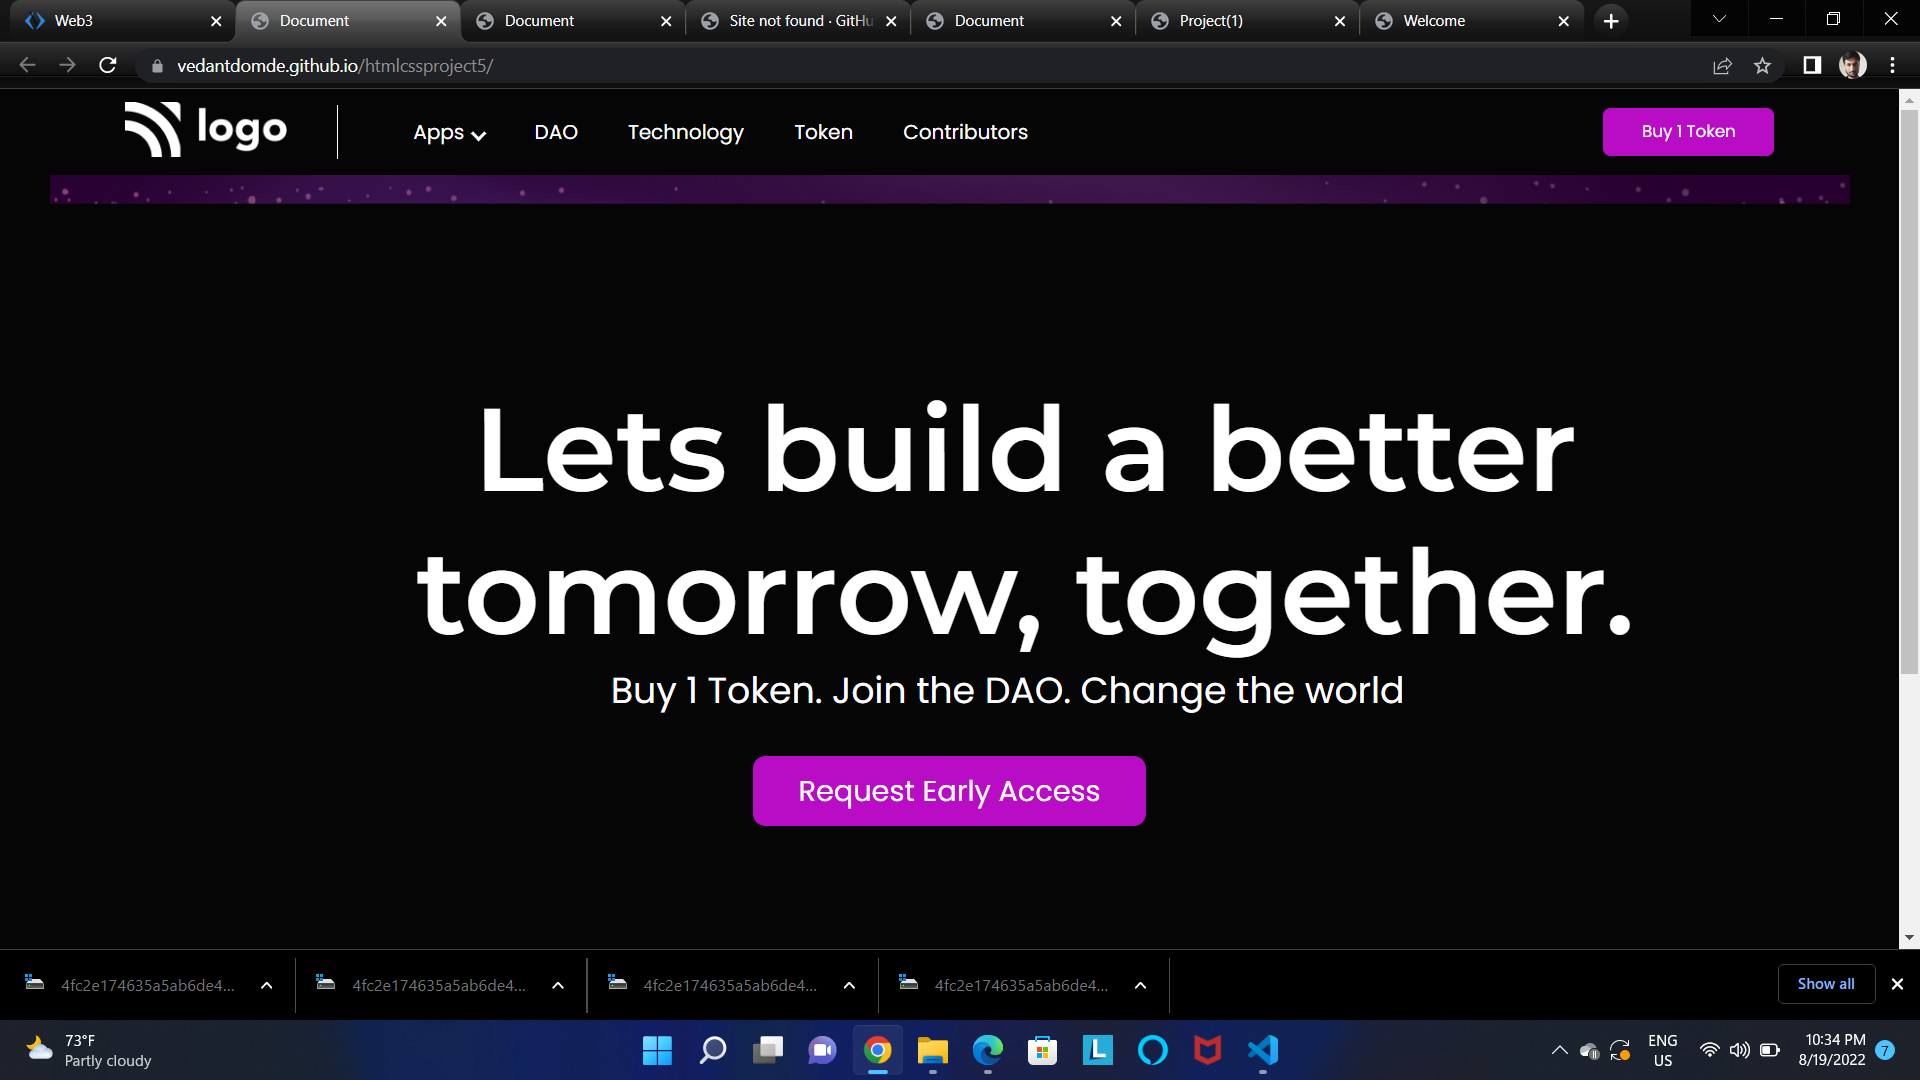 Web3
Document
Document
Site not found · GitHu
Document
Project(1)
Welcome
vedantdomde.github.io/htmlcssproject5/
logo
Apps
DAO
Technology
Token
Contributors
Buy 1 Token
Lets build a better
tomorrow, together.
Buy 1 Token. Join the DAO. Change the world
Request Early Access
4fc2e174635a5ab6de4...
4fc2e174635a5ab6de4...
4fc2e174635a5ab6de4...
4fc2e174635a5ab6de4...
Show all
73°F
Partly cloudy
L
ENG
US
10:34 PM
8/19/2022
7